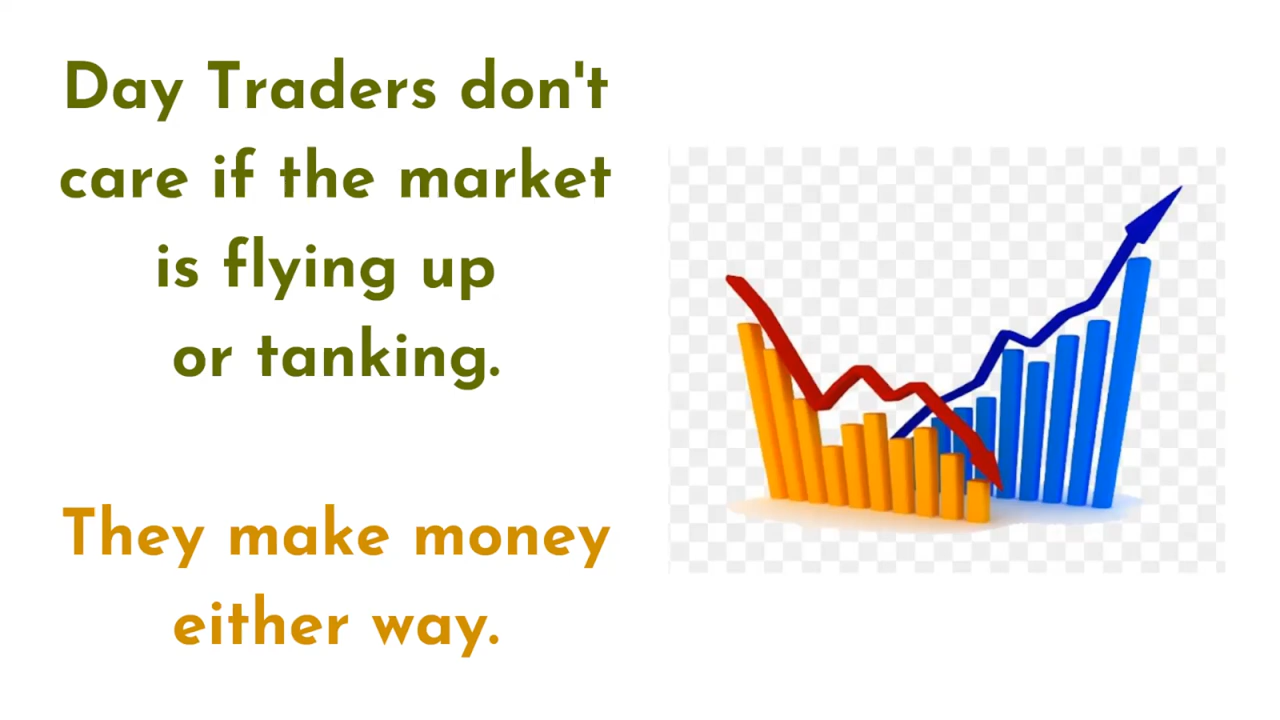 Day Traders don't
care if the market
is flying up
or tanking.
They make money
either way.